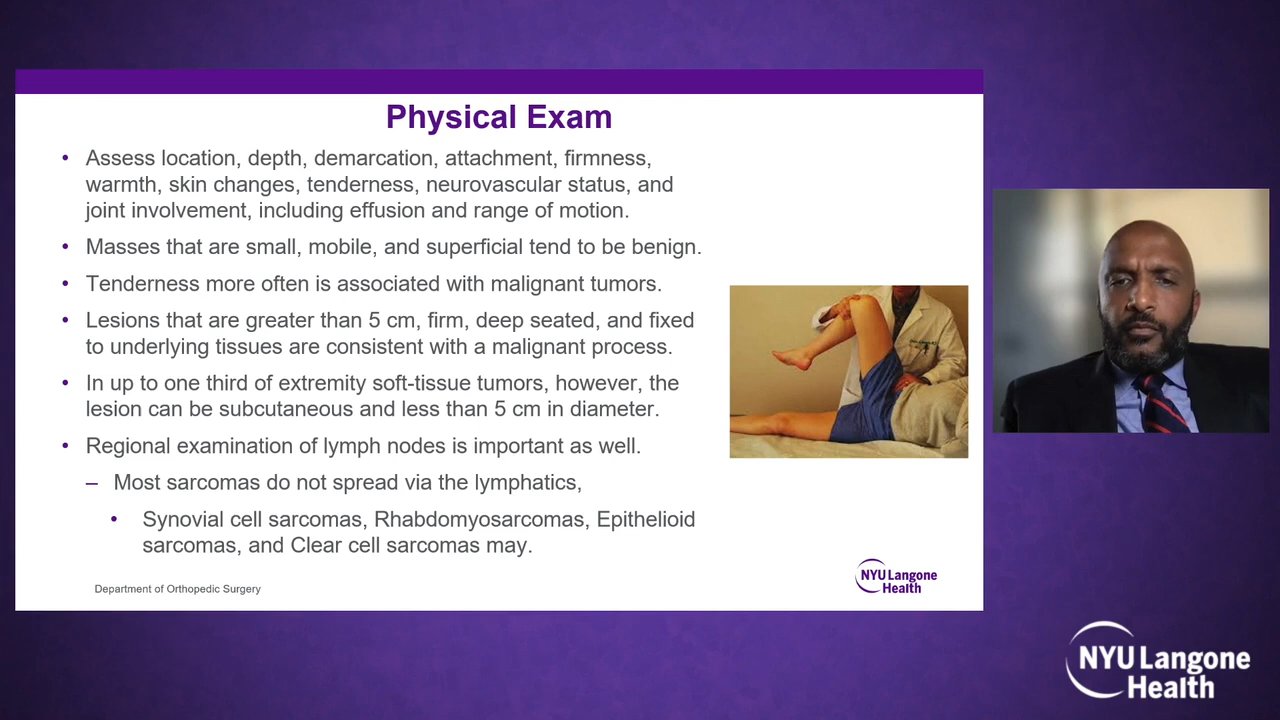 Physical Exam
• Assess location, depth, demarcation, attachment, firmness,
warmth, skin changes, tenderness, neurovascular status, and
joint involvement, including effusion and range of motion.
• Masses that are small, mobile, and superficial tend to be benign.
• Tenderness more often is associated with malignant tumors.
• Lesions that are greater than 5 cm, firm, deep seated, and fixed
to underlying tissues are consistent with a malignant process.
• In up to one third of extremity soft-tissue tumors, however, the
lesion can be subcutaneous and less than 5 cm in diameter.
• Regional examination of lymph nodes is important as well.
– Most sarcomas do not spread via the lymphatics,
• Synovial cell sarcomas, Rhabdomyosarcomas, Epithelioid
sarcomas, and Clear cell sarcomas may.
Department of Orthopedic Surgery
NYU Langone
Health
NYU Langone
Health